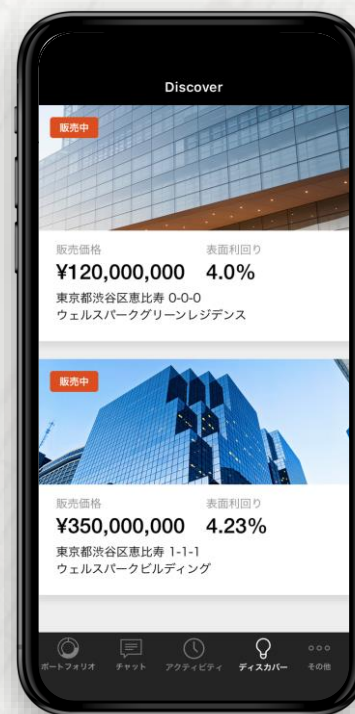 Discover
販売中
販売価格 表面利回り
¥120,000,000 4.0%
東京都渋谷区恵比寿 0-0-0
ウェルスパークグリーンレジデンス
販売中
販売価格 表面利回り
¥350,000,000 4.23%
東京都渋谷区恵比寿 1-1-1
ウェルスパークビルディング
ポートフォリオ チャット アクティビティ ディスカバー その他